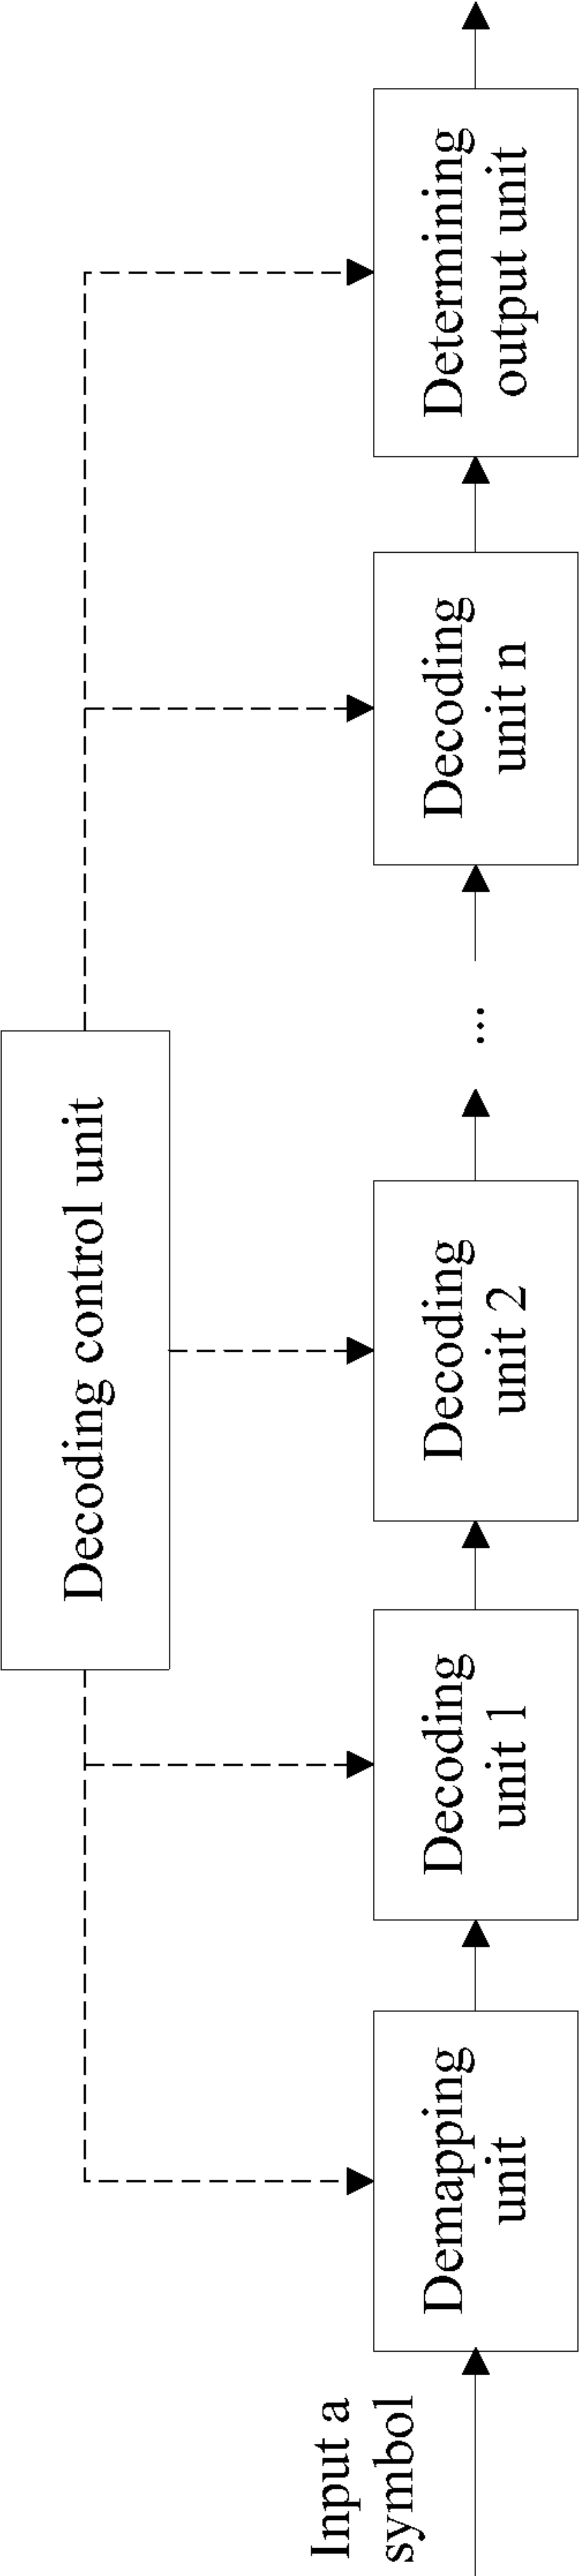 Decoding control unit
Input a
symbol
Demapping
unit
Decoding
unit 1
Decoding
unit 2
...
Decoding
unit n
Determining
output unit